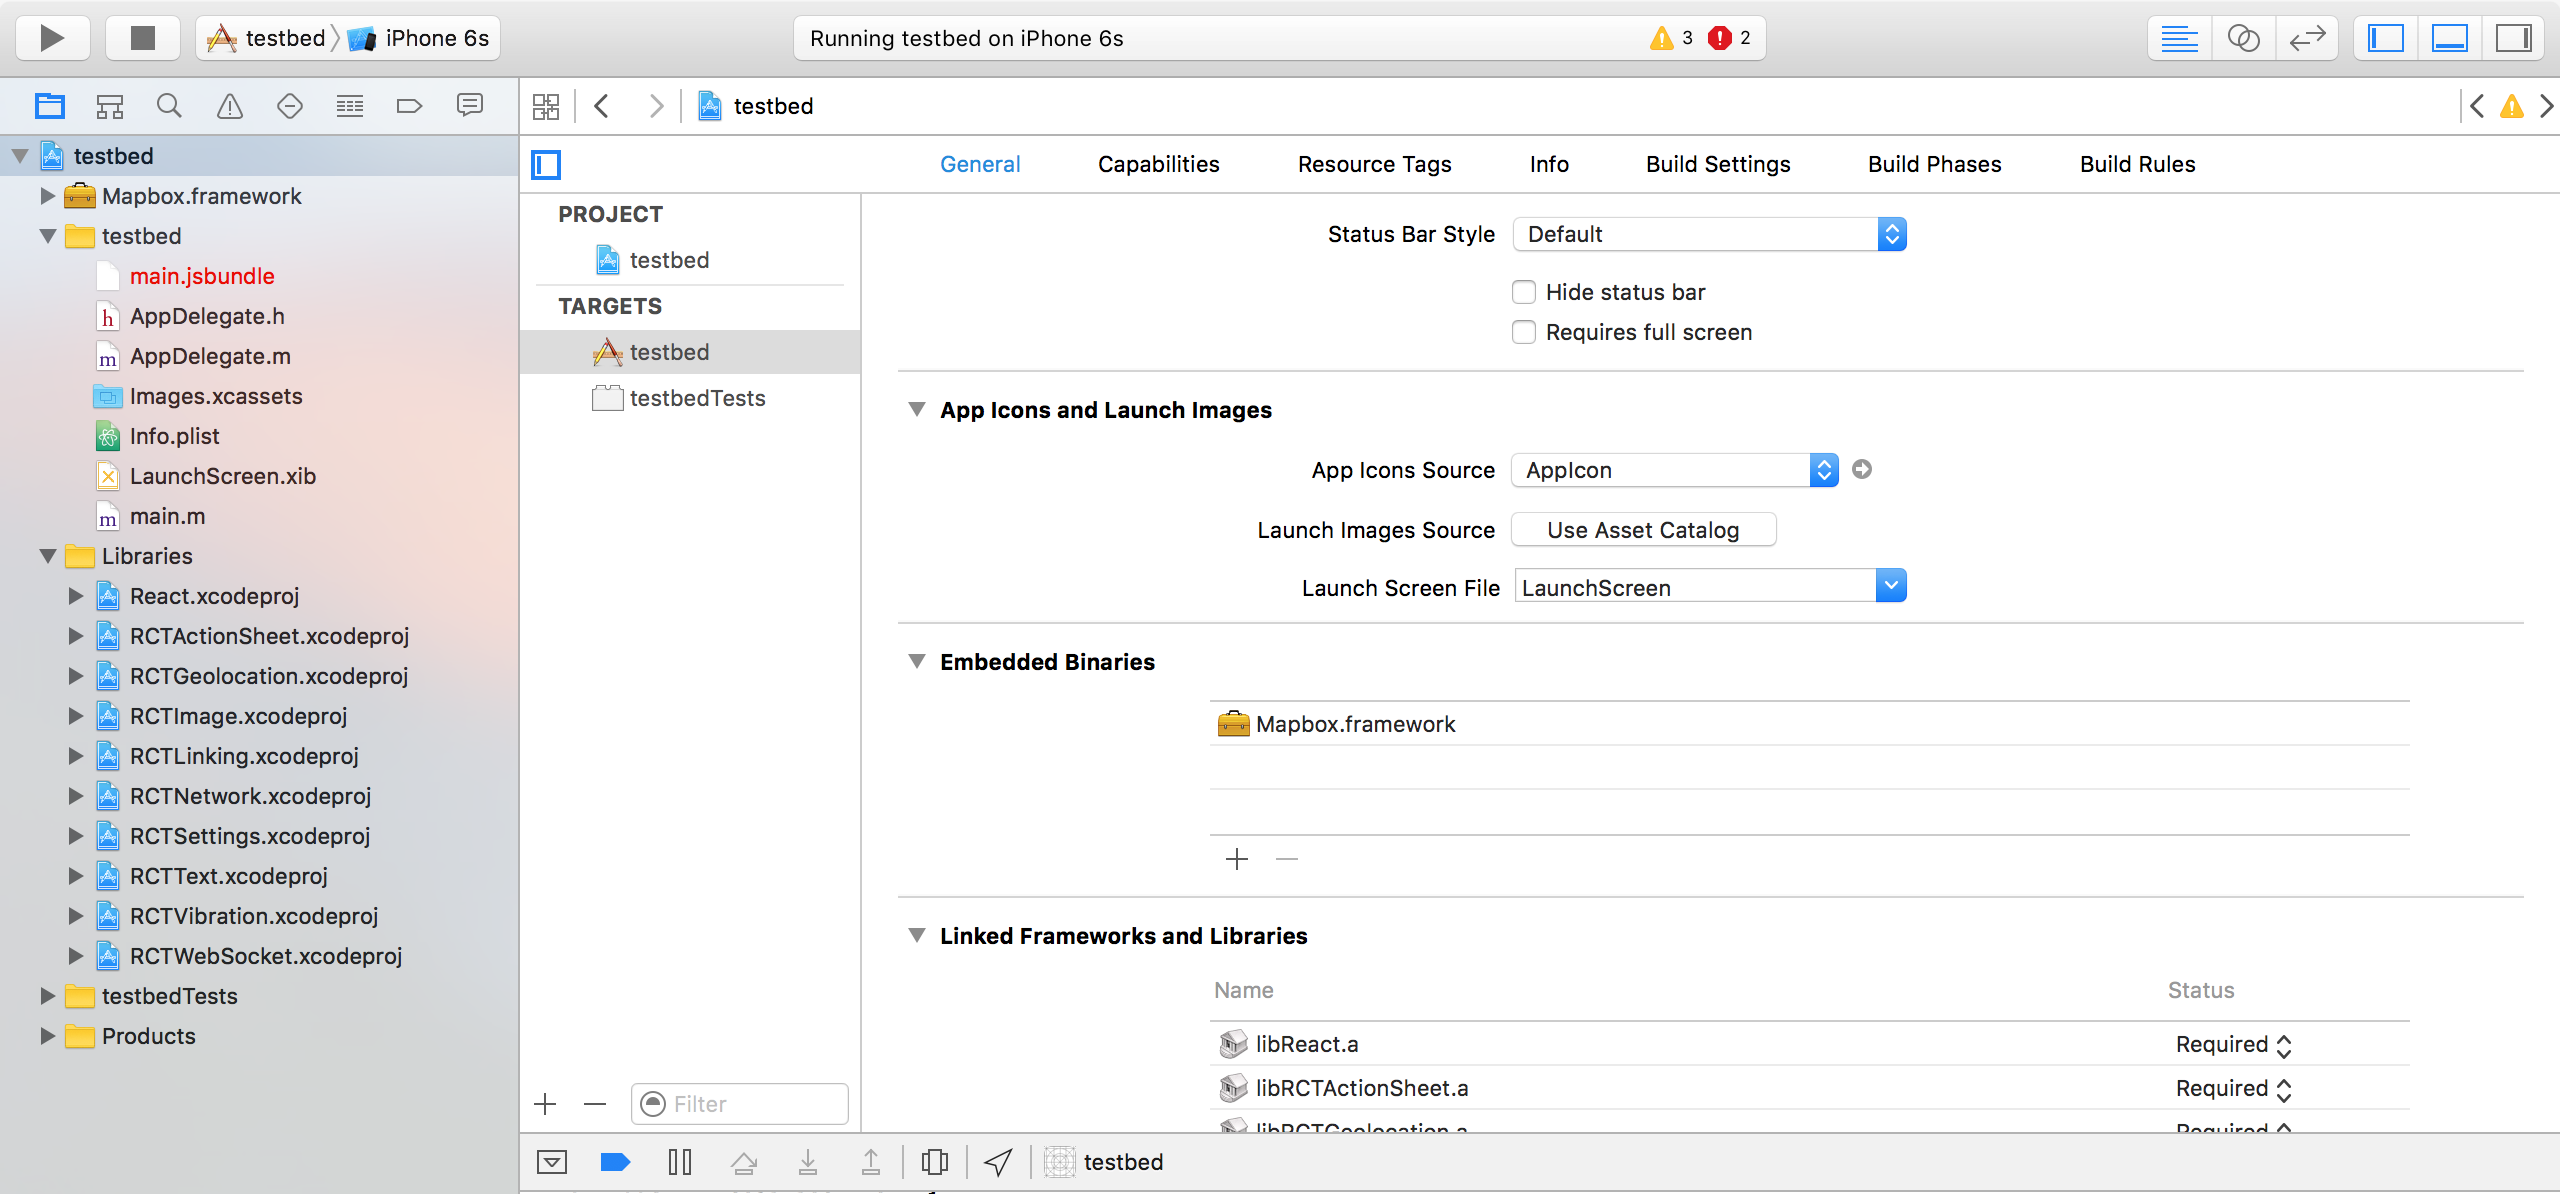 testbed
iPhone 6s
Running testbed on iPhone 6s
3
2
testbed
testbed
Mapbox.framework
testbed
main.jsbundle
AppDelegate.h
AppDelegate.m
Images.xcassets
Info.plist
LaunchScreen.xib
main.m
Libraries
React.xcodeproj
RCTActionSheet.xcodeproj
RCTGeolocation.xcodeproj
RCTImage.xcodeproj
RCTLinking.xcodeproj
RCTNetwork.xcodeproj
RCTSettings.xcodeproj
RCTText.xcodeproj
RCTVibration.xcodeproj
RCTWebSocket.xcodeproj
testbedTests
Products
General Capabilities Resource Tags Info Build Settings Build Phases Build Rules
PROJECT
testbed
TARGETS
testbed
testbedTests
Filter
Status Bar Style Default
Hide status bar
Requires full screen
App Icons and Launch Images
App Icons Source AppIcon
Launch Images Source Use Asset Catalog
Launch Screen File LaunchScreen
Embedded Binaries
Mapbox.framework
Linked Frameworks and Libraries
Name Status
libReact.a Required
libRCTActionSheet.a Required
libRCTGeolocation.a Required
testbed